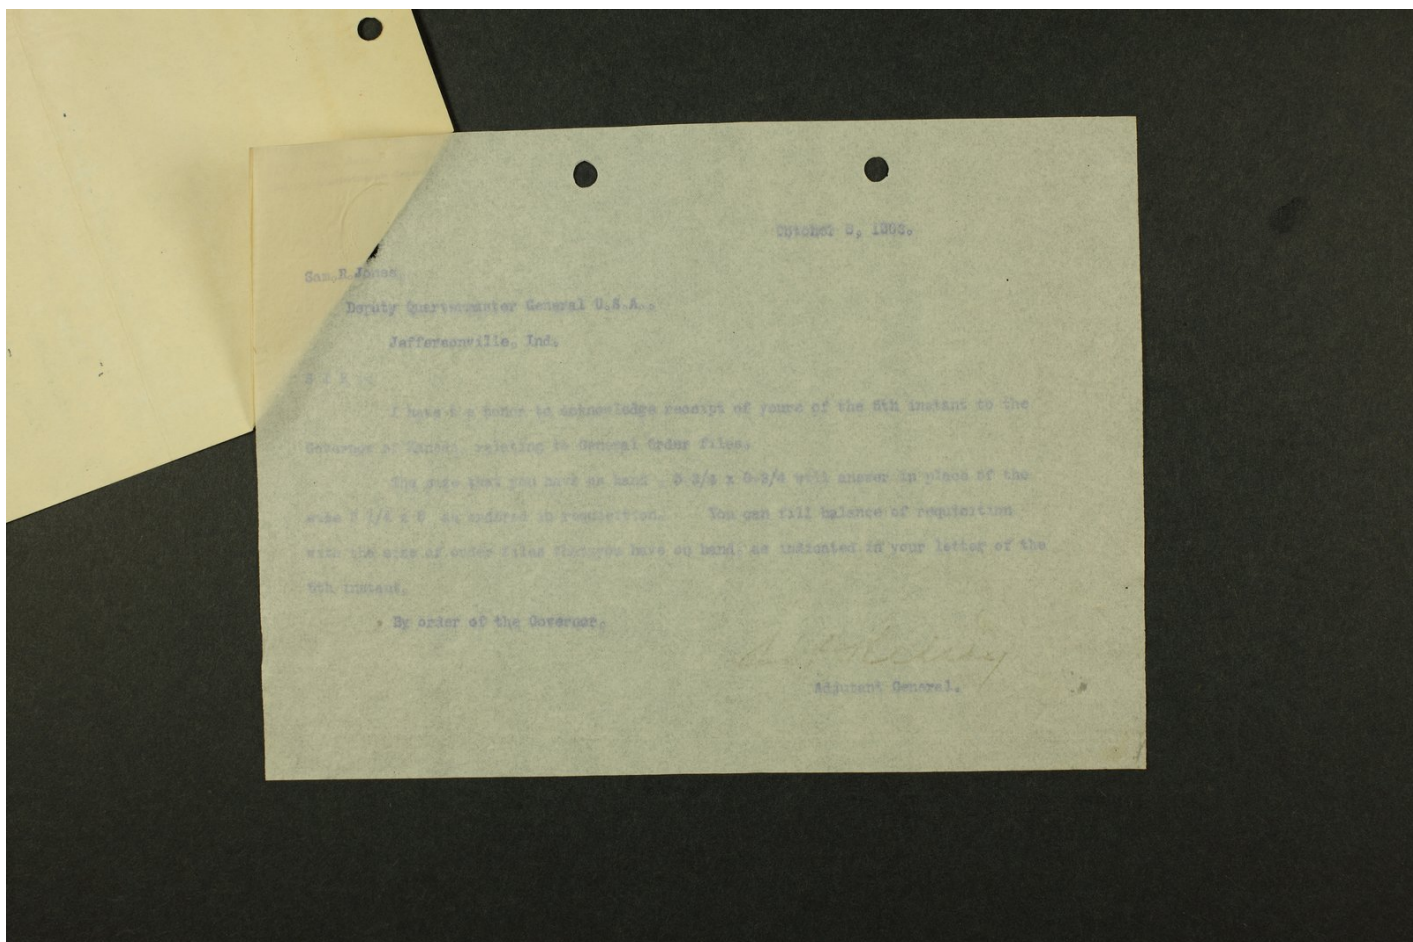 October
Sam. R. Jones,
Deputy Quartermaster General U.S.A.,
Jeffersonville, Ind.
S i r :
I have the honor to acknowledge receipt of yours of the 5th instant to the
Governor of Kansas, relating to General Order files.
The size that you have on hand, will answer in place of the
size as ordered in requisition. You can fill balance of requisition
with the size of order files that you have on hand, as indicated in your letter of the
5th instant.
By order of the Governor.
Adjutant General.